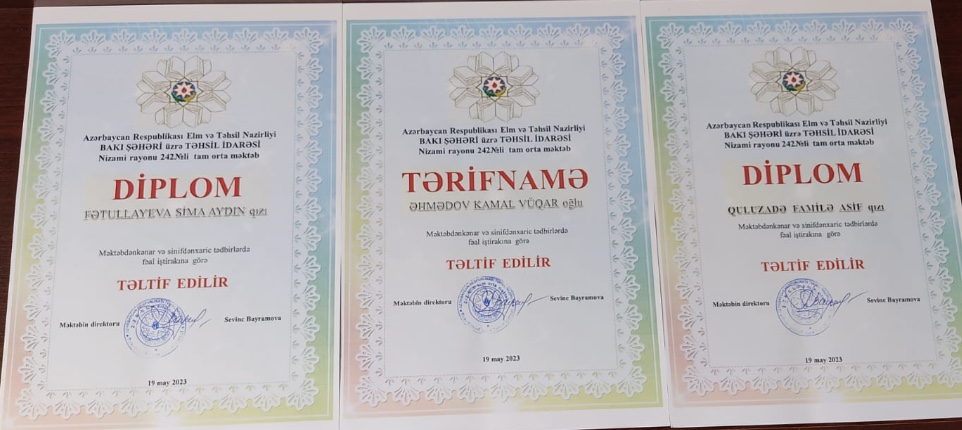 Azərbaycan Respublikası Elm və Təhsil Nazirliyi
BAKI ŞƏHƏRİ üzrə TƏHSİL İDARƏSİ
Nizami rayonu 242№li tam orta məktəb
DİPLOM
FƏTULLAYEVA SİMA AYDIN qızı
Məktəbdənkənar və sinifdənxaric tədbirlərdə
fəal iştirakına görə
TƏLTİF EDİLİR
Məktəbin direktoru
Sevinc Bayramova
19 may 2023
Azərbaycan Respublikası Elm və Təhsil Nazirliyi
BAKI ŞƏHƏRİ üzrə TƏHSİL İDARƏSİ
Nizami rayonu 242№li tam orta məktəb
TƏRİFNAMƏ
ƏHMƏDOV KAMAL VÜQAR oğlu
Məktəbdənkənar və sinifdənxaric tədbirlərdə
fəal iştirakına görə
TƏLTİF EDİLİR
Məktəbin direktoru
Sevinc Bayramova
19 may 2023
Azərbaycan Respublikası Elm və Təhsil Nazirliyi
BAKI ŞƏHƏRİ üzrə TƏHSİL İDARƏSİ
Nizami rayonu 242№li tam orta məktəb
DİPLOM
QULUZADƏ FAMİLƏ ASİF qızı
Məktəbdənkənar və sinifdənxaric tədbirlərdə
fəal iştirakına görə
TƏLTİF EDİLİR
Məktəbin direktoru
Sevinc Bayramova
19 may 2023